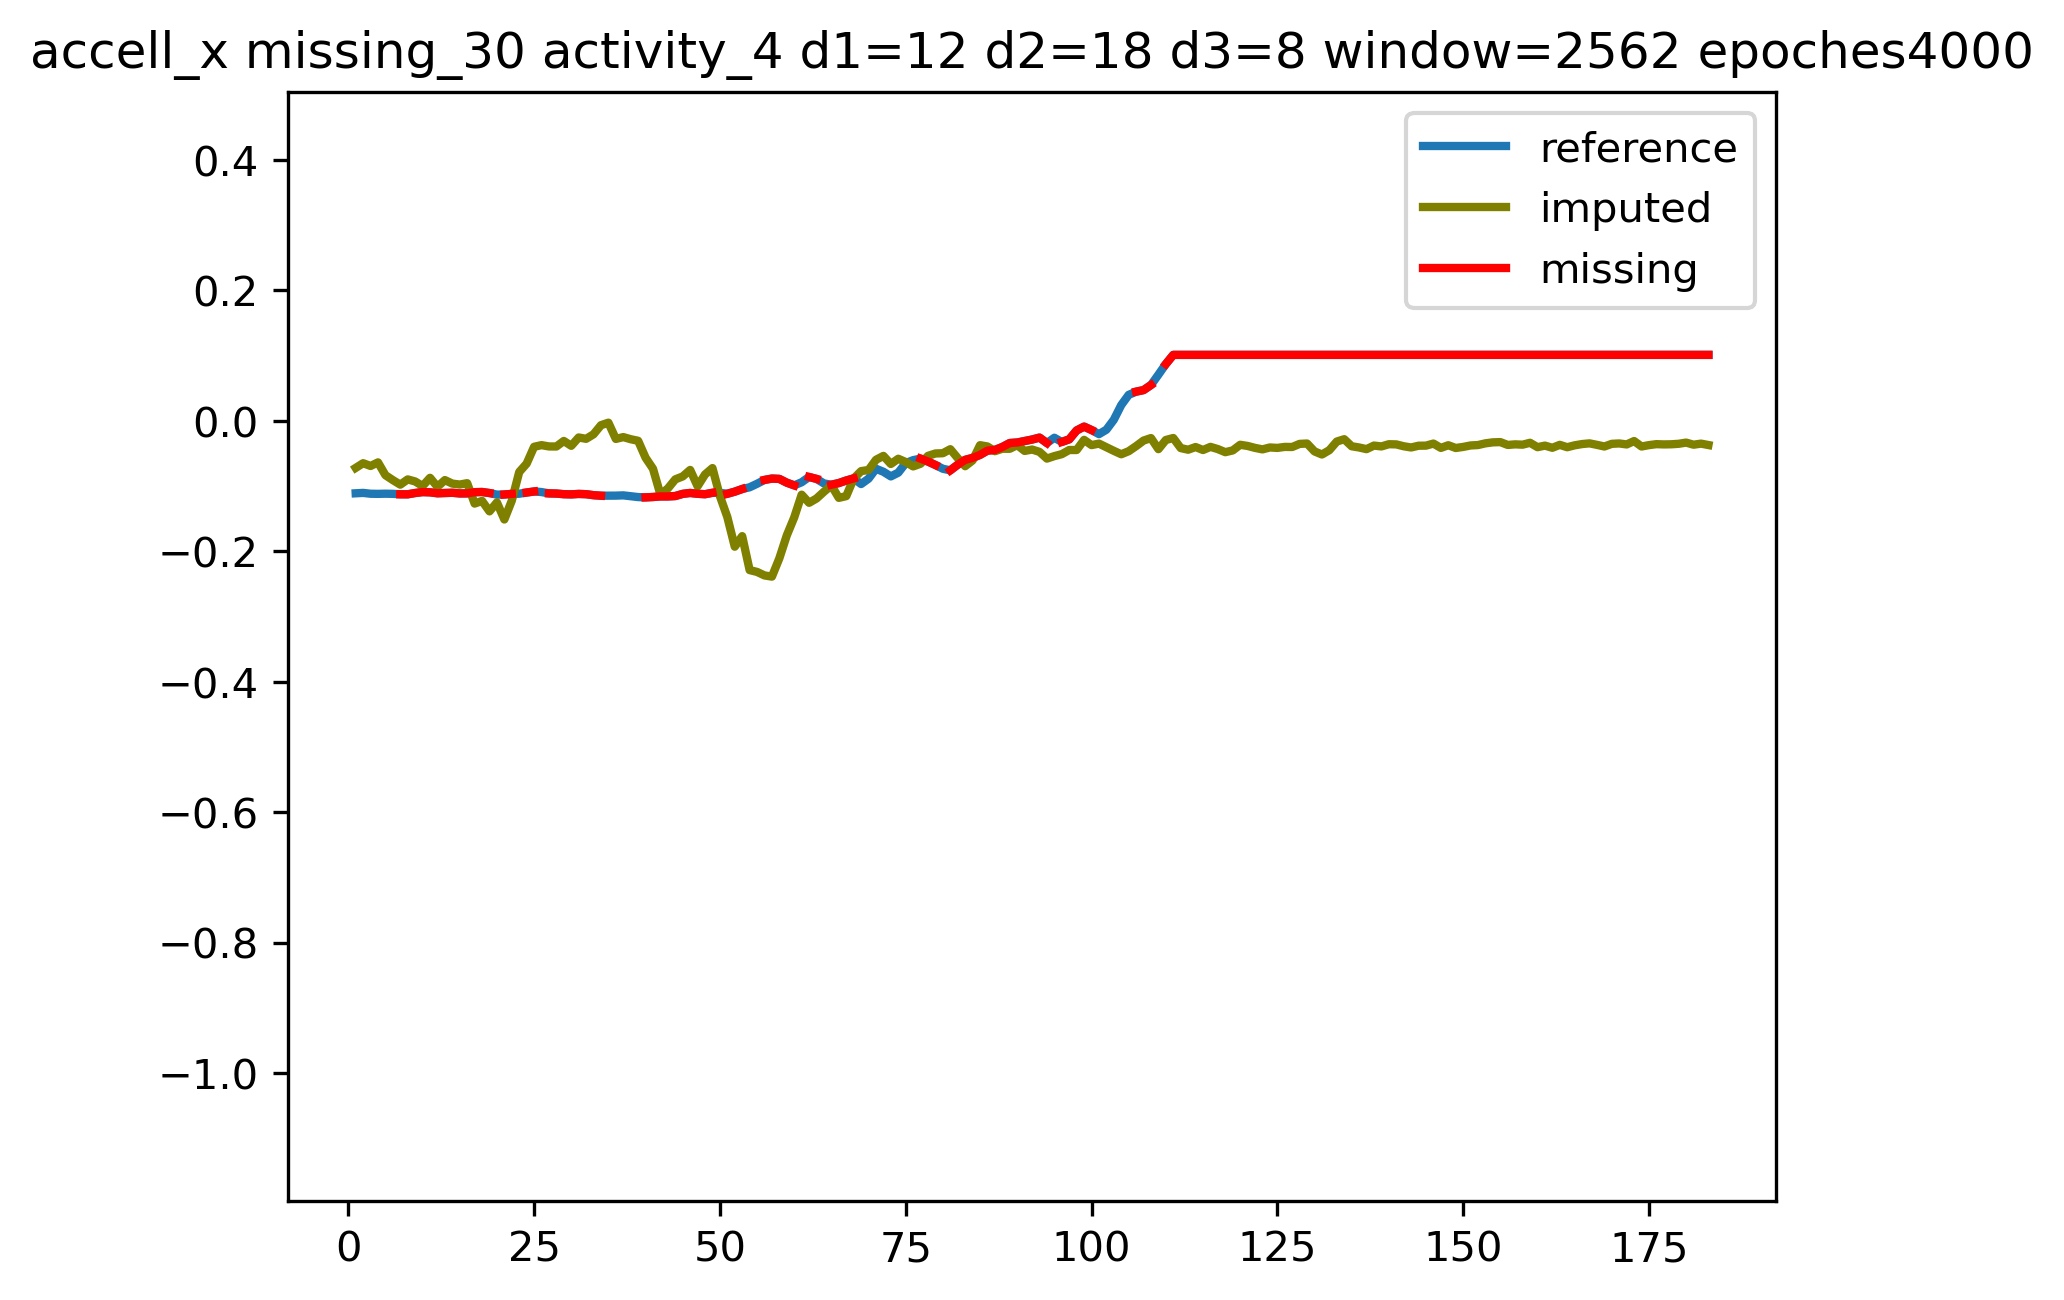 accell_x missing_30 activity_4 d1=12 d2=18 d3=8 window=2562 epoches4000
reference
imputed
missing
0.4
0.2
0.0
−0.2
−0.4
−0.6
−0.8
−1.0
0 25 50 75 100 125 150 175